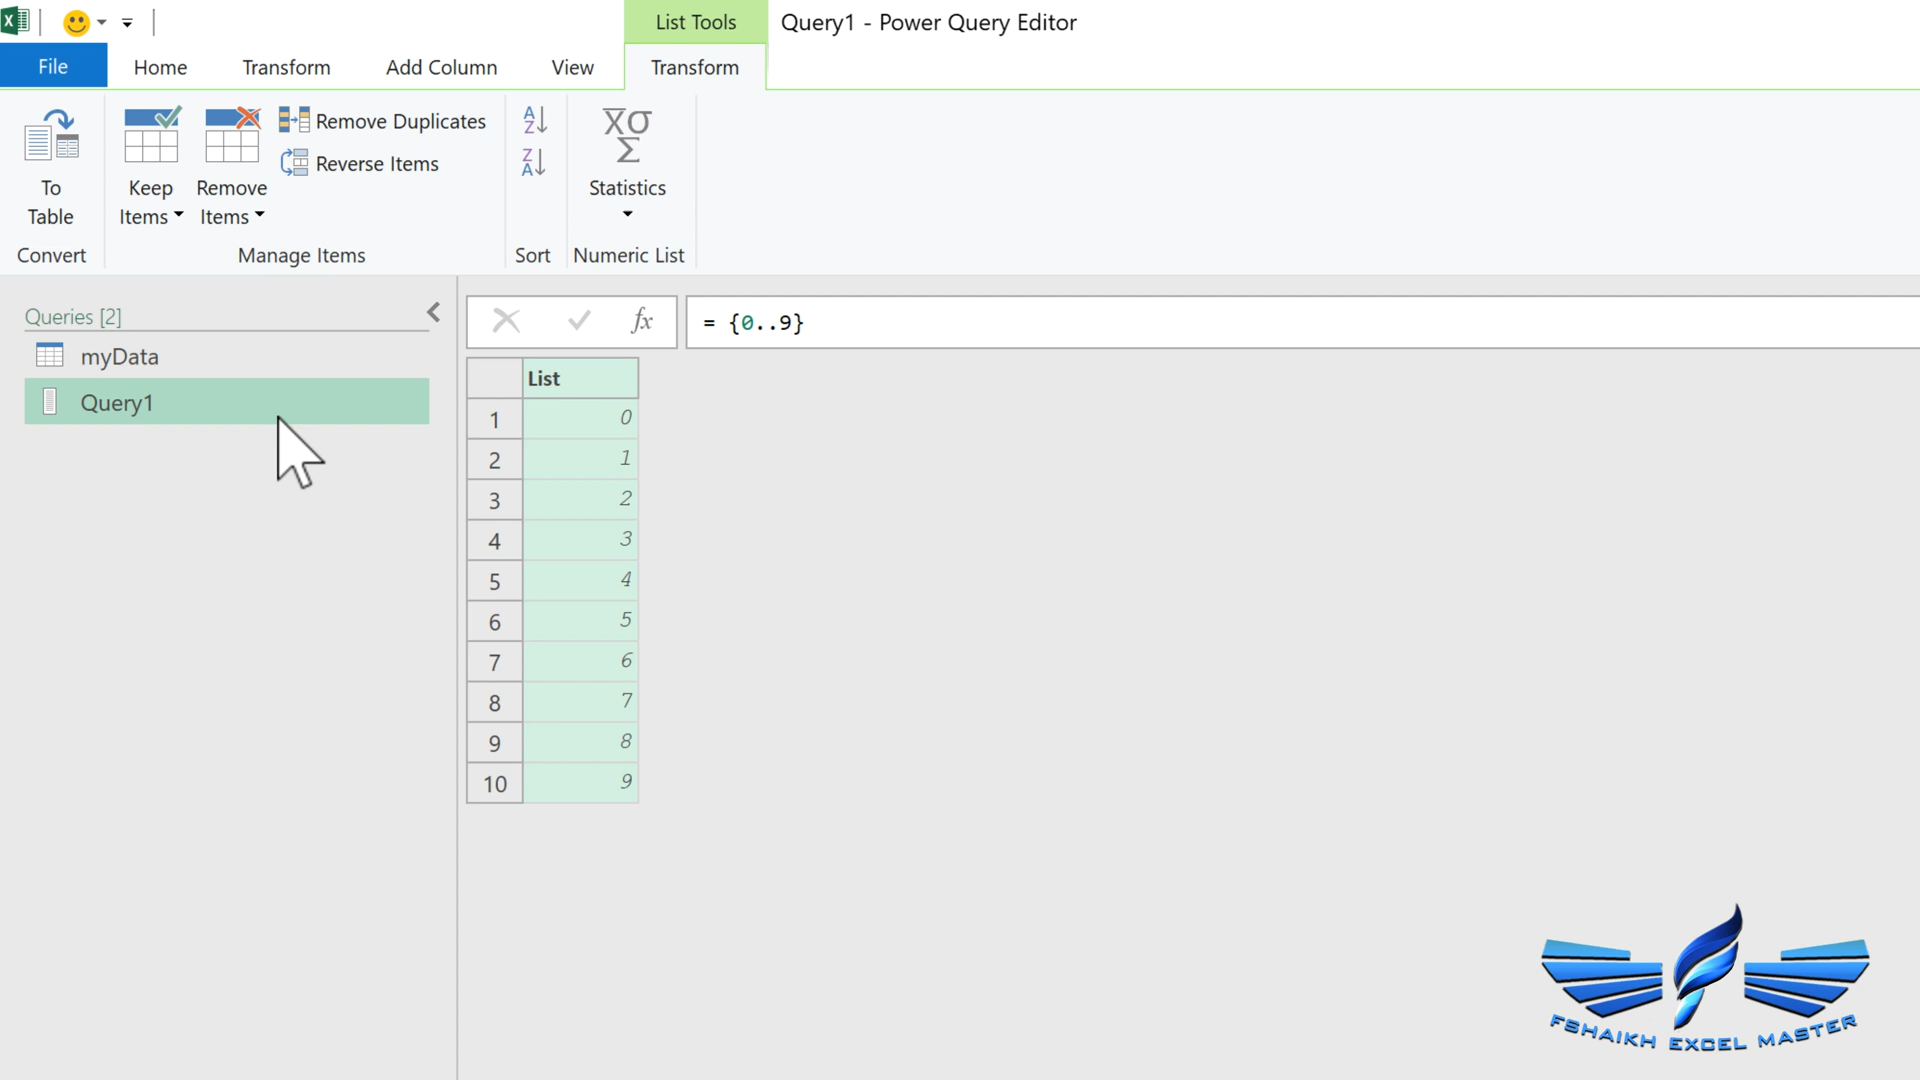 List Tools
Query1 - Power Query Editor
File
Home
Transform
Add Column
View
Transform
To
Table
Convert
Keep
Items
Remove
Items
Remove Duplicates
Reverse Items
Manage Items
A
Z
Z
A
Sort
X̅σ
Σ
Statistics
Numeric List
Queries [2]
myData
Query1
fx
= {0..9}
List
1 0
2 1
3 2
4 3
5 4
6 5
7 6
8 7
9 8
10 9
FSHAIKH EXCEL MASTER